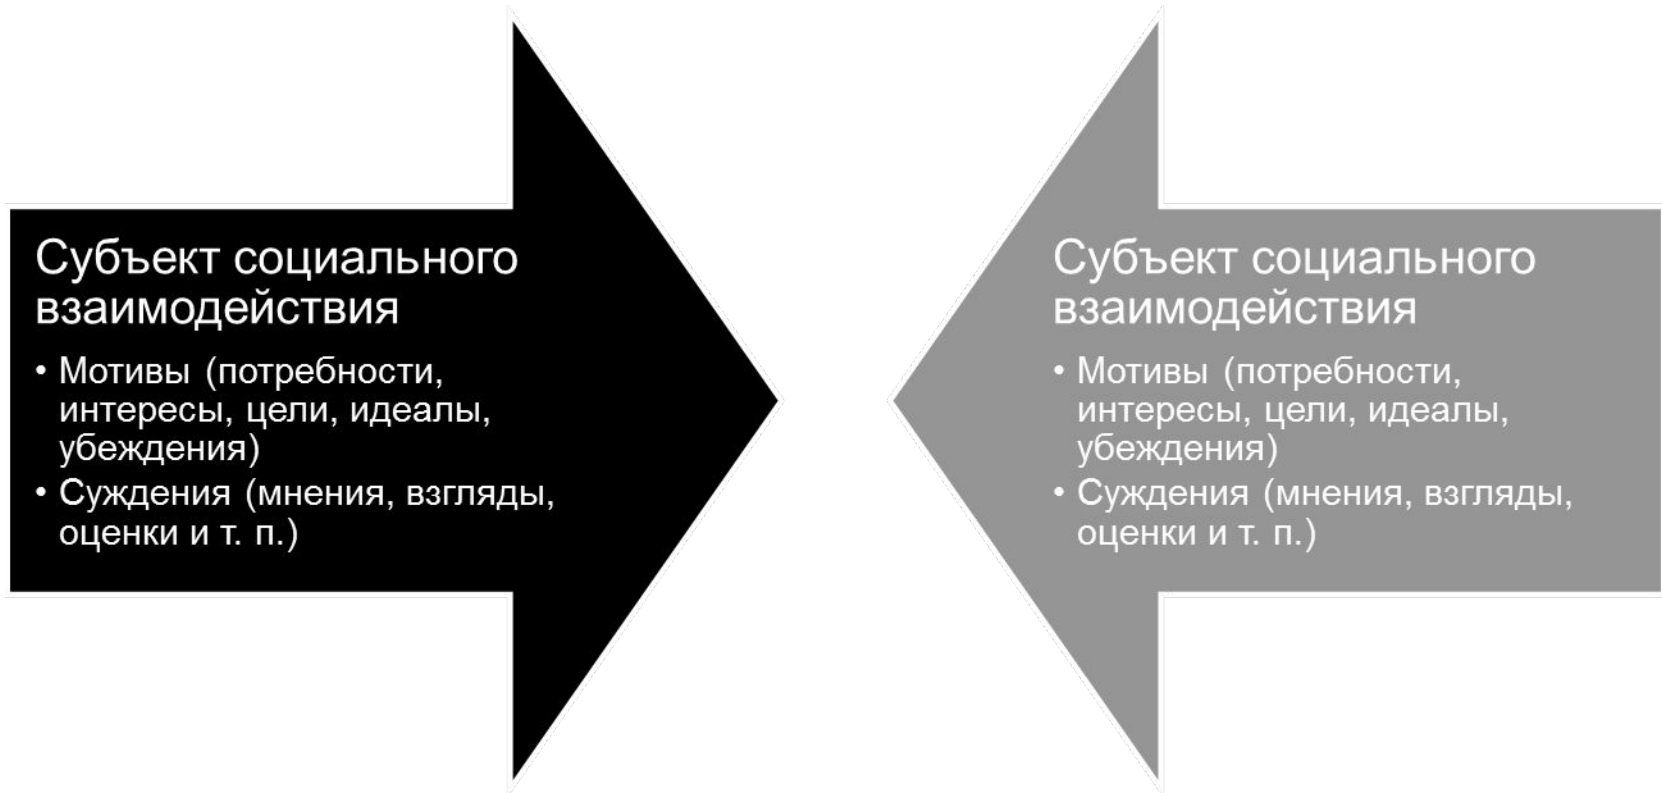 Субъект социального
взаимодействия
• Мотивы (потребности,
интересы, цели, идеалы,
убеждения)
• Суждения (мнения, взгляды,
оценки и т. п.)
Субъект социального
взаимодействия
• Мотивы (потребности,
интересы, цели, идеалы,
убеждения)
• Суждения (мнения, взгляды,
оценки и т. п.)